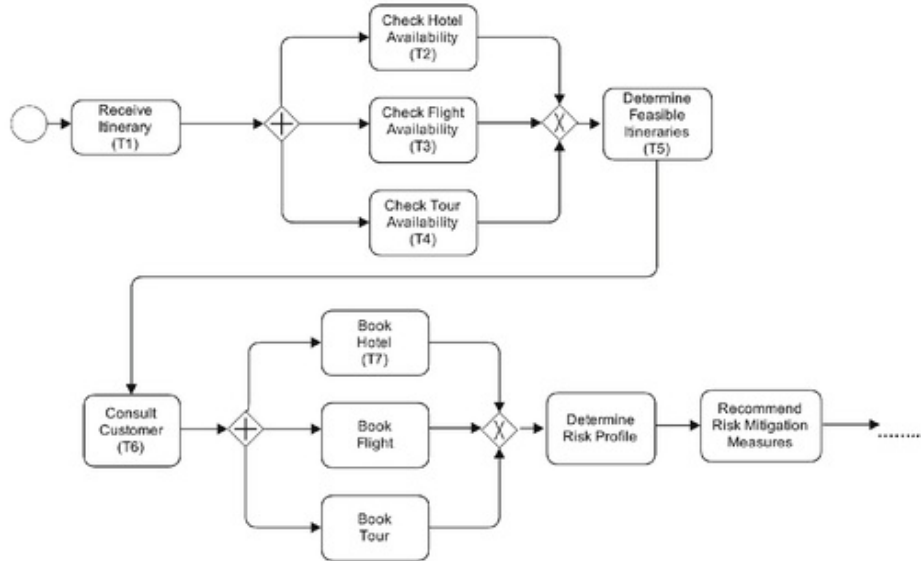 Check Hotel
Availability
(T2)
Receive
Itinerary
(T1)
Check Flight
Availability
(T3)
Determine
Feasible
Itineraries
(T5)
Check Tour
Availability
(T4)
Book
Hotel
(T7)
Consult
Customer
(T6)
Book
Flight
Determine
Risk Profile
Recommend
Risk Mitigation
Measures
Book
Tour